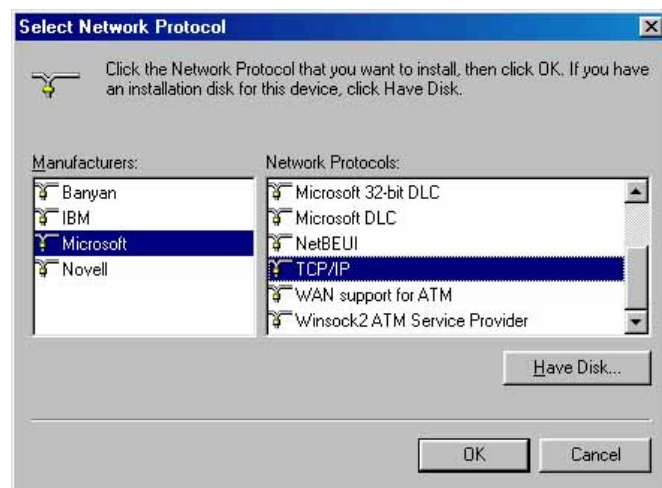 Select Network Protocol
Click the Network Protocol that you want to install, then click OK. If you have
an installation disk for this device, click Have Disk.
Manufacturers:
Banyan
IBM
Microsoft
Novell
Network Protocols:
Microsoft 32-bit DLC
Microsoft DLC
NetBEUI
TCP/IP
WAN support for ATM
Winsock2 ATM Service Provider
Have Disk...
OK
Cancel